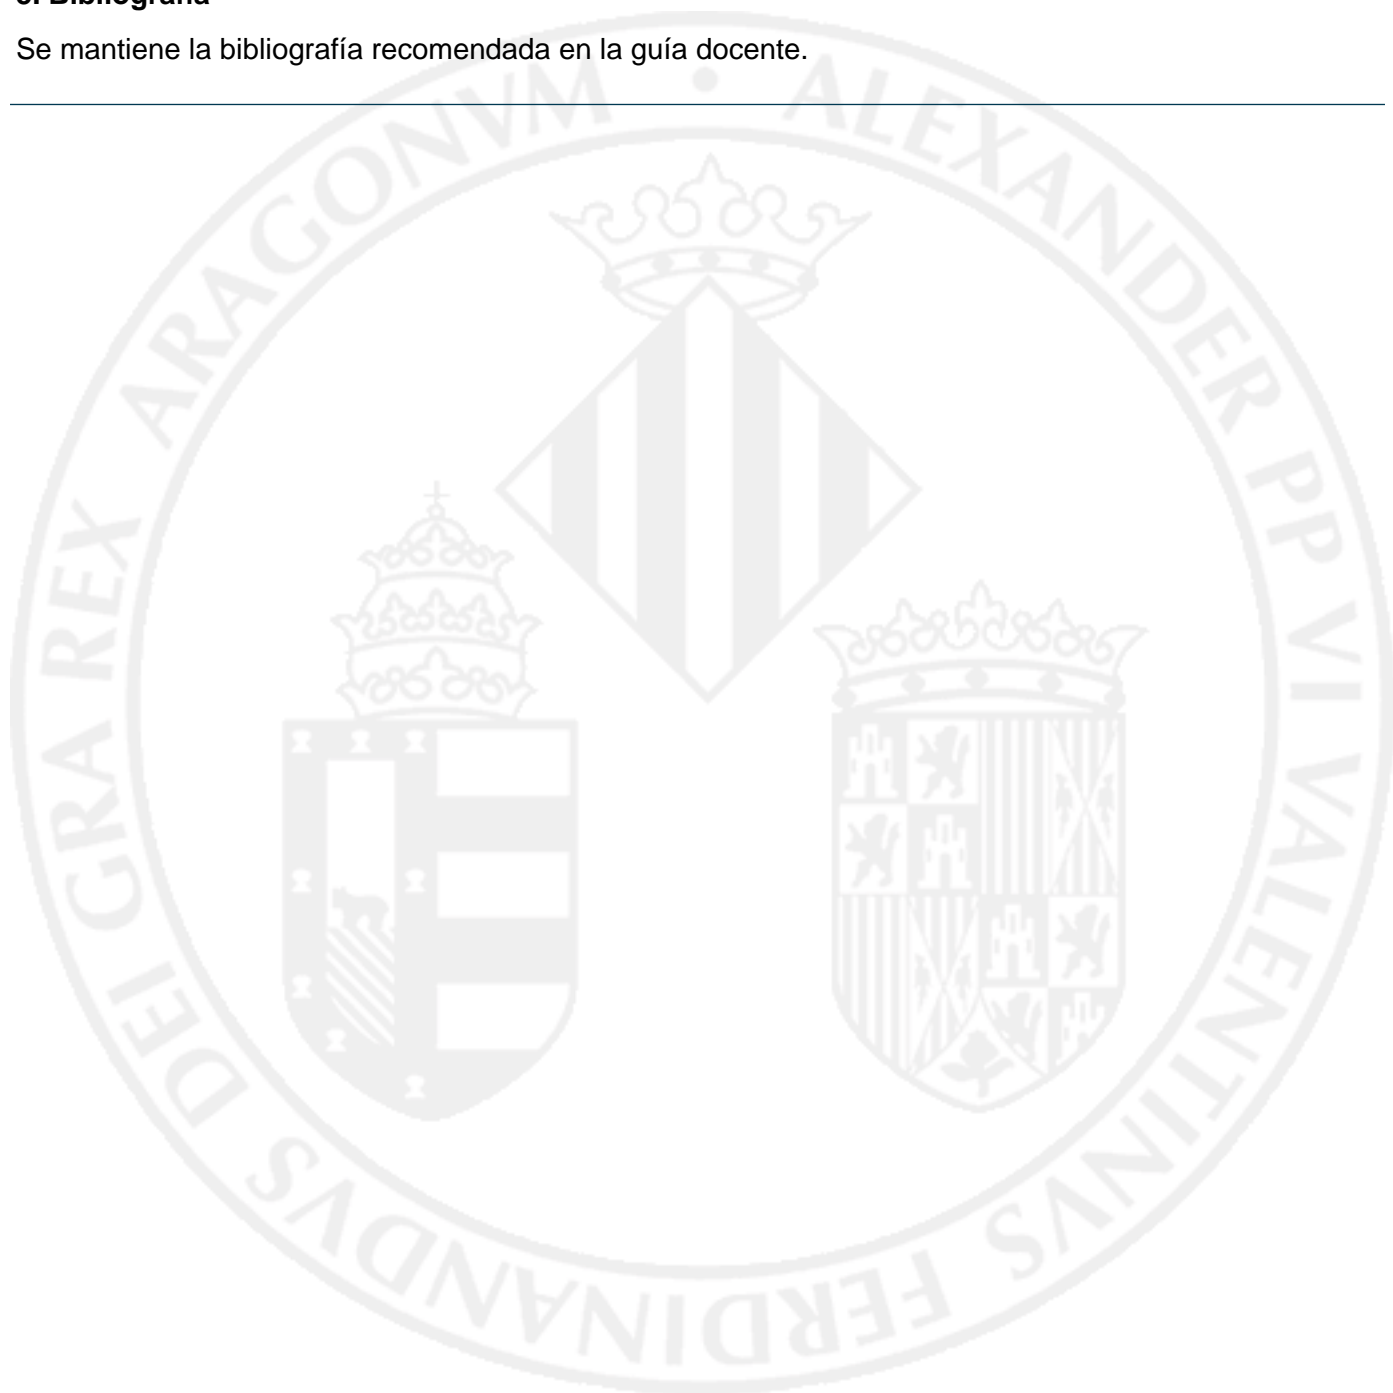 Bibliografía
Se mantiene la bibliografía recomendada en la guía docente.
ALEXANDER PP VI VALENTINVS FERDINANDVS DEI GRA REX ARAGONVM •